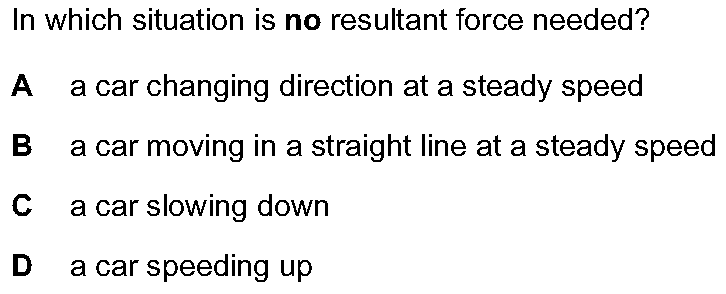 In which situation is no resultant force needed?
A a car changing direction at a steady speed
B a car moving in a straight line at a steady speed
C a car slowing down
D a car speeding up